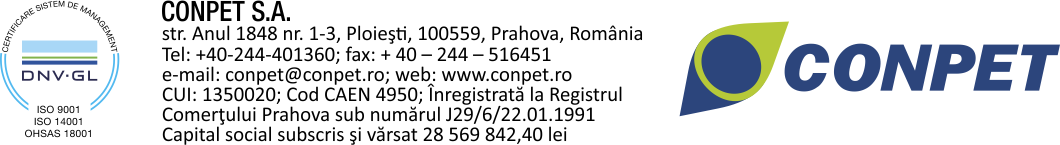 CERTIFICARE SISTEM DE MANAGEMENT
DNV·GL
ISO 9001
ISO 14001
OHSAS 18001
CONPET S.A.
str. Anul 1848 nr. 1-3, Ploieşti, 100559, Prahova, România
Tel: +40-244-401360; fax: + 40 – 244 – 516451
e-mail: conpet@conpet.ro; web: www.conpet.ro
CUI: 1350020; Cod CAEN 4950; Înregistrată la Registrul
Comerţului Prahova sub numărul J29/6/22.01.1991
Capital social subscris şi vărsat 28 569 842,40 lei
CONPET